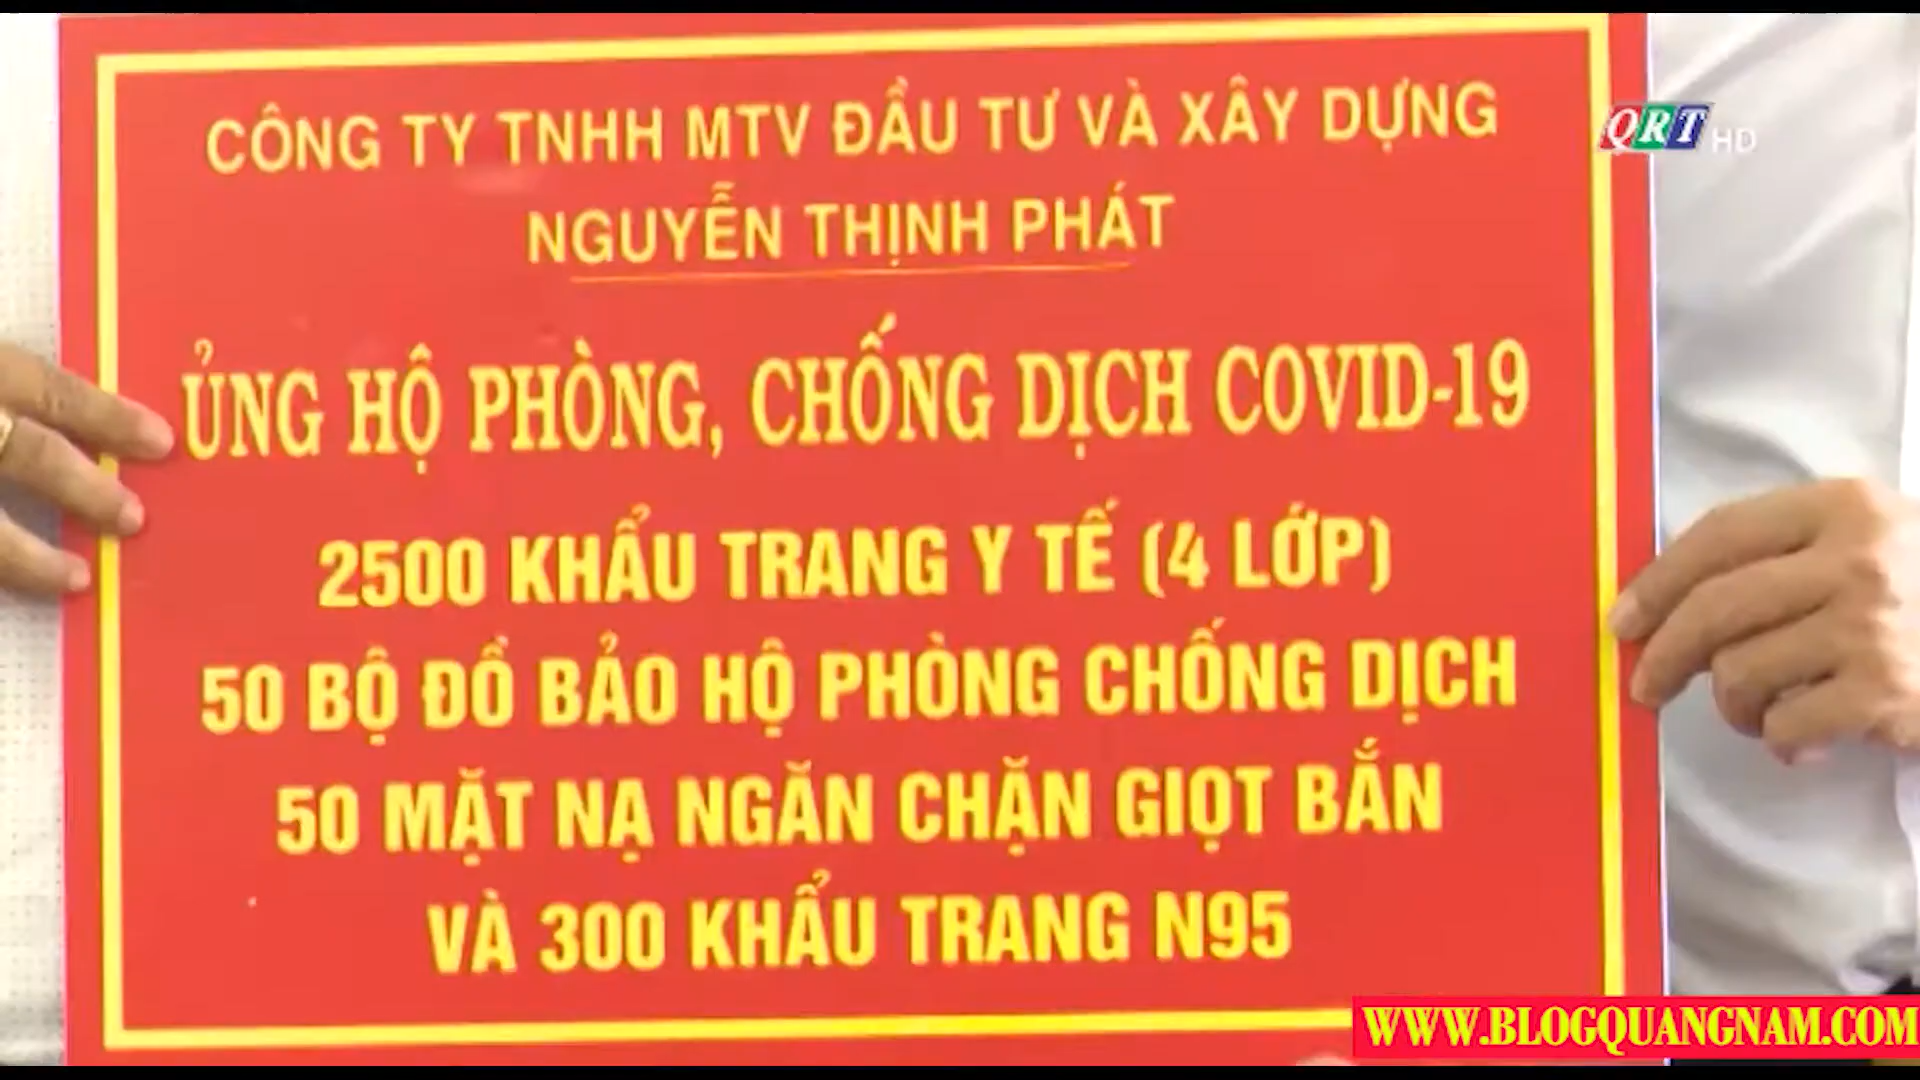 CÔNG TY TNHH MTV ĐẦU TƯ VÀ XÂY DỰNG
NGUYỄN THỊNH PHÁT
ỦNG HỘ PHÒNG, CHỐNG DỊCH COVID-19
2500 KHẨU TRANG Y TẾ (4 LỚP)
50 BỘ ĐỒ BẢO HỘ PHÒNG CHỐNG DỊCH
50 MẶT NẠ NGĂN CHẶN GIỌT BẮN
VÀ 300 KHẨU TRANG N95
QRT HD
WWW.BLOGQUANGNAM.COM